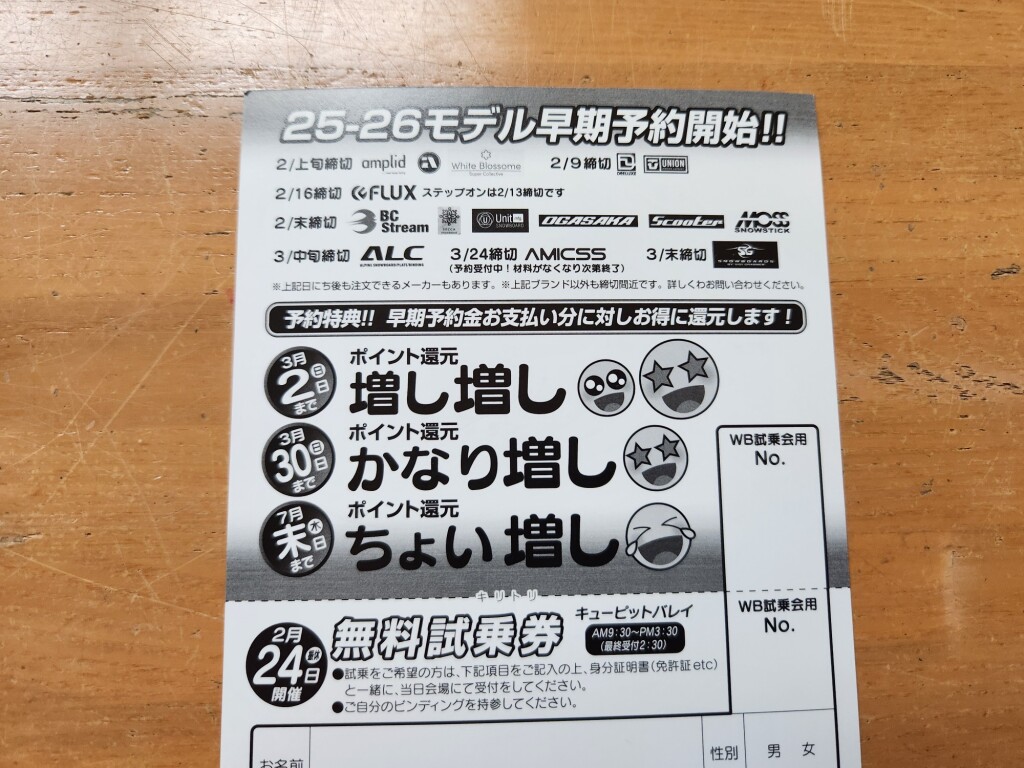 25-26モデル早期予約開始!!
2/上旬締切 amplid White Blossome 2/9締切 UNION
2/16締切 FLUX ステップオンは2/13締切です
2/末締切 BC Stream Unit OGASAKA Scooter MOSS SNOWSTICK
3/中旬締切 ALC 3/24締切 AMICSS 3/末締切
(予約受付中！材料がなくなり次第終了)
※上記日にち後も注文できるメーカーもあります。※上記ブランド以外も締切間近です。詳しくわお問い合わせください。
予約特典!! 早期予約金お支払い分に対しお得に還元します！
3月2日(日)まで ポイント還元
増し増し
3月30日(日)まで ポイント還元
かなり増し
7月末日(木)まで ポイント還元
ちょい増し
WB試乗会用
No.
キリトリ
WB試乗会用
No.
2月24日 開催
無料試乗券
キューピットバレイ
AM9:30〜PM3:30
(最終受付2:30)
●試乗をご希望の方は、下記項目をご記入の上、身分証明書(免許証etc)
と一緒に、当日会場にて受付をしてください。
●ご自分のビンディングを持参してください。
お名前 性別 男 女